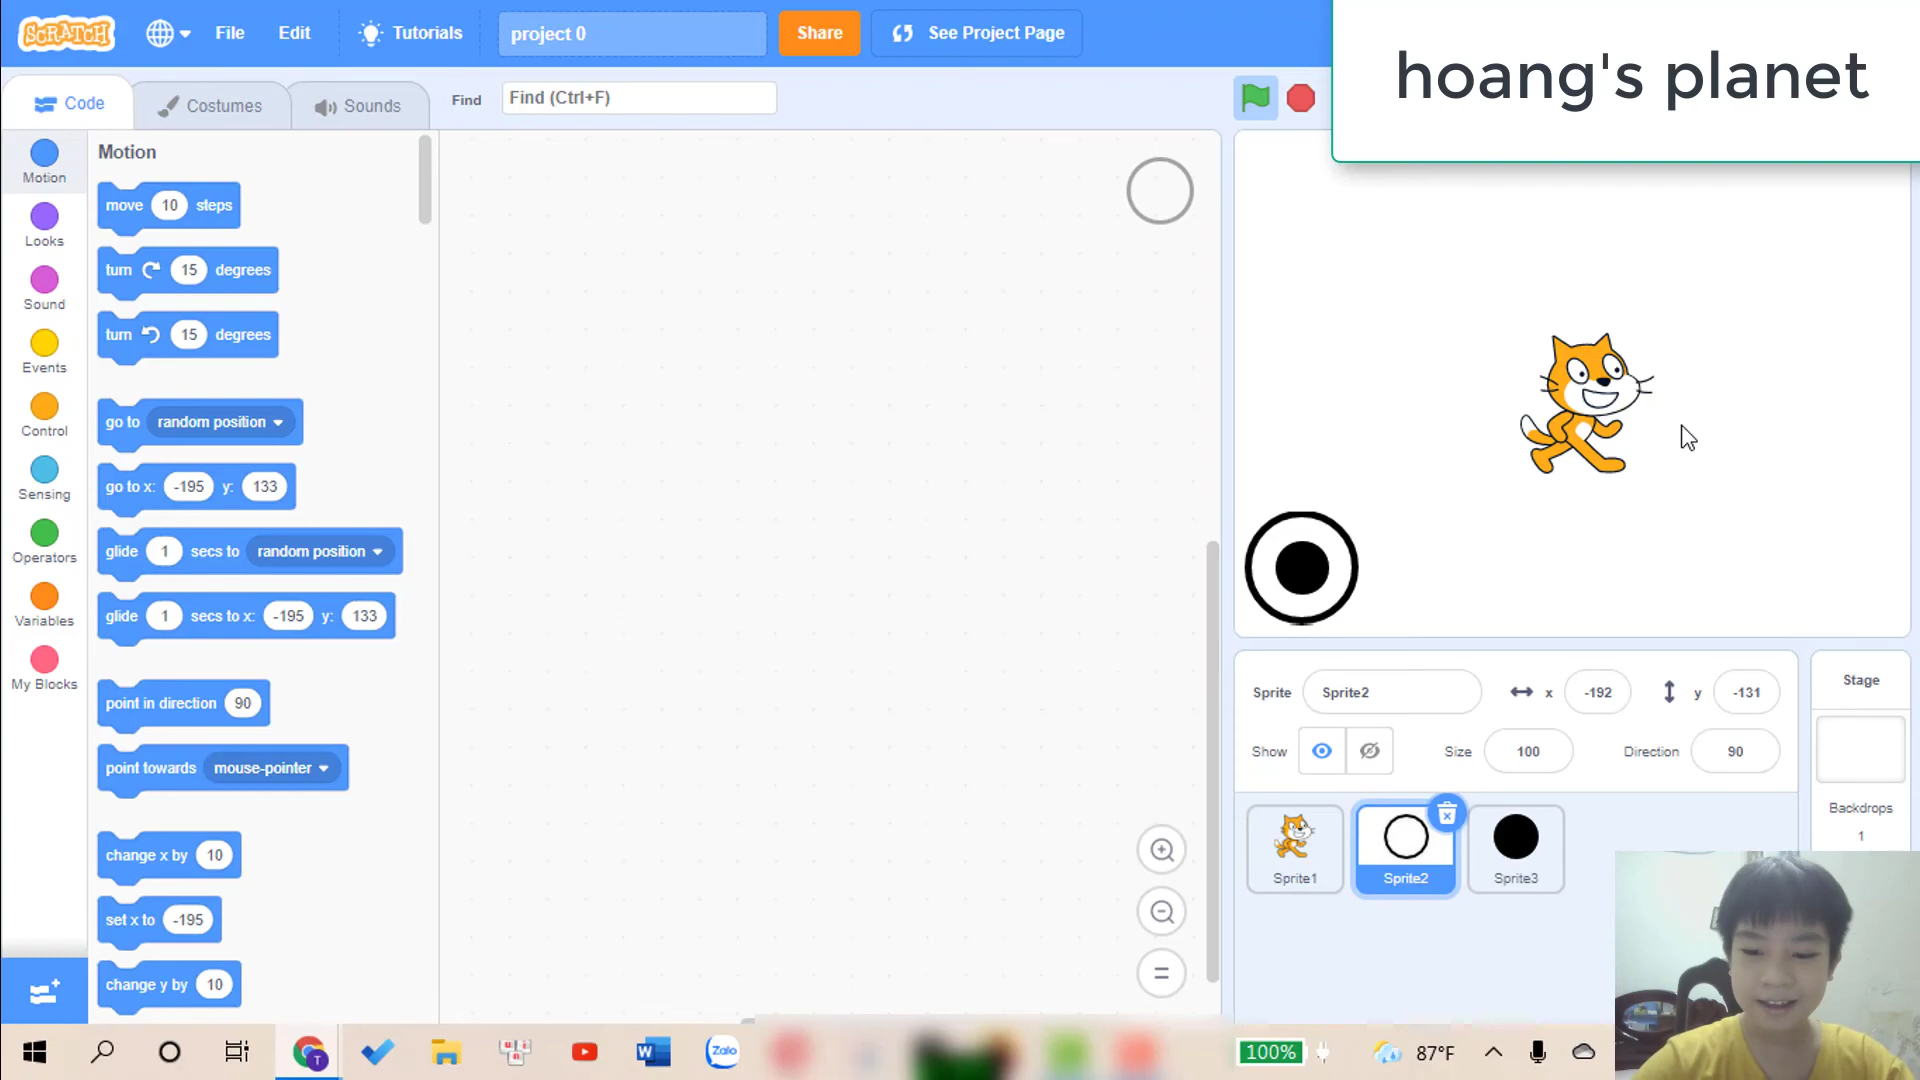 SCRATCH File Edit Tutorials project 0 Share See Project Page
hoang's planet
Code Costumes Sounds Find Find (Ctrl+F)
Motion
Looks
Sound
Events
Control
Sensing
Operators
Variables
My Blocks
Motion
move 10 steps
turn 15 degrees
turn 15 degrees
go to random position
go to x: -195 y: 133
glide 1 secs to random position
glide 1 secs to x: -195 y: 133
point in direction 90
point towards mouse-pointer
change x by 10
set x to -195
change y by 10
Sprite Sprite2 x -192 y -131
Show Size 100 Direction 90
Sprite1 Sprite2 Sprite3
Stage
Backdrops
1
T W Zalo 100% 87°F